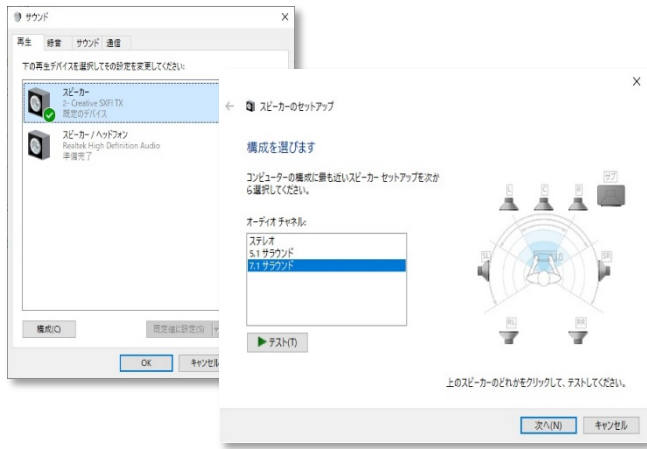 サウンド
再生 録音 サウンド 通信
下の再生デバイスを選択してその設定を変更してください:
スピーカー
2- Creative SXFI TX
既定のデバイス
スピーカー / ヘッドフォン
Realtek High Definition Audio
準備完了
構成(C)
既定値に設定(S)
OK
キャンセル
スピーカーのセットアップ
構成を選びます
コンピューターの構成に最も近いスピーカー セットアップを次か
ら選択してください。
オーディオ チャネル:
ステレオ
5.1 サラウンド
7.1 サラウンド
テスト(T)
L
C
R
サブ
SL
SR
RL
RR
上のスピーカーのどれかをクリックして、テストしてください。
次へ(N)
キャンセル